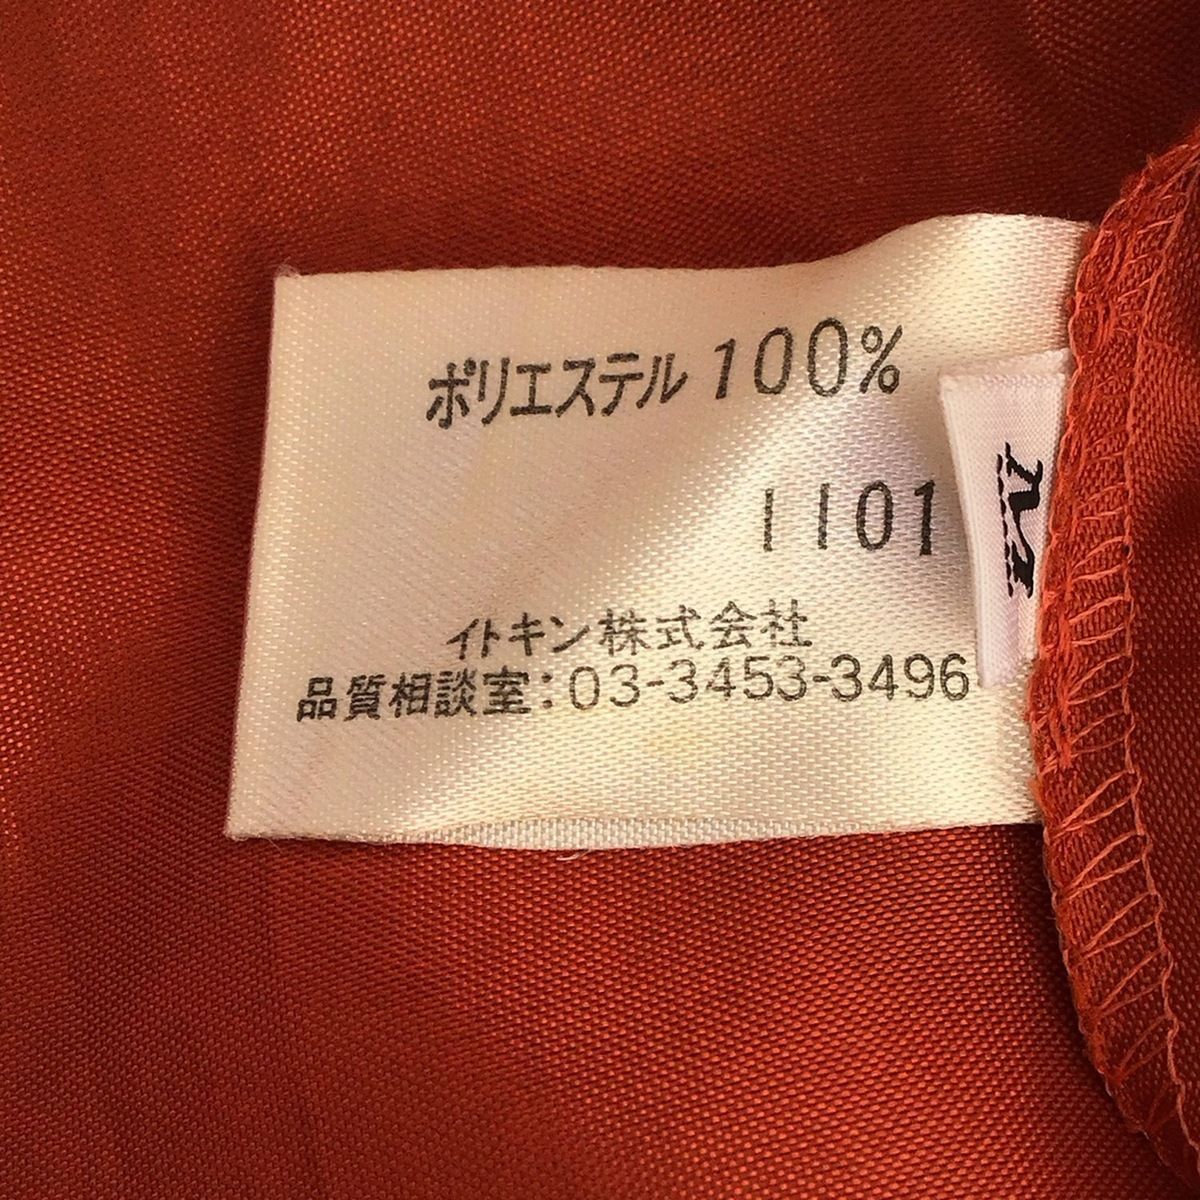 ポリエステル 100%
1101
イトキン株式会社
品質相談室:03-3453-3496